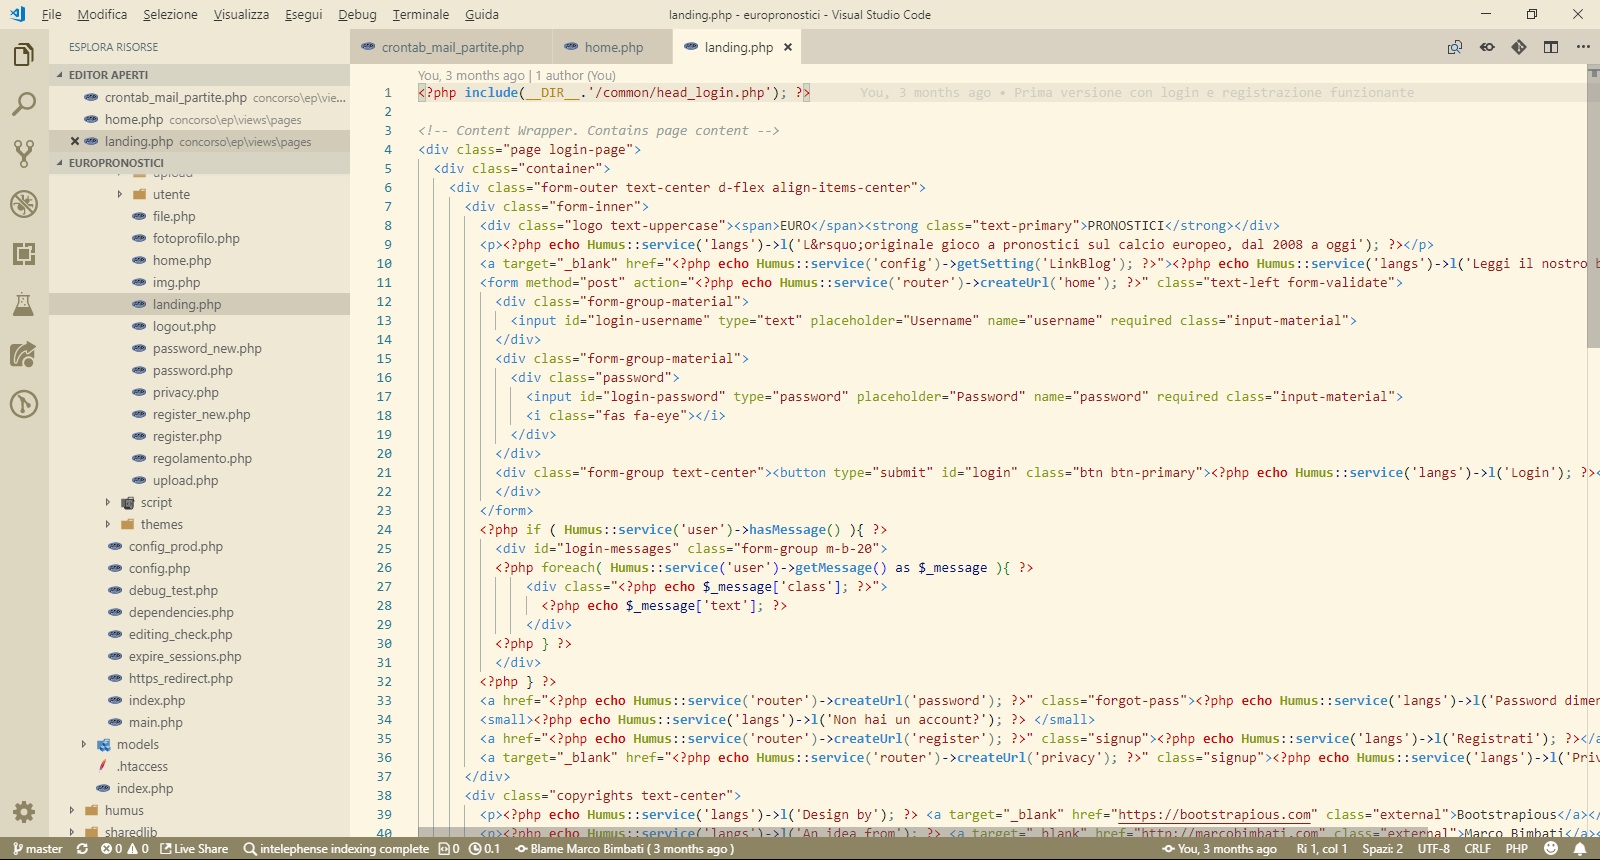 File Modifica Selezione Visualizza Esegui Debug Terminale Guida landing.php - europronostici - Visual Studio Code
ESPLORA RISORSE
EDITOR APERTI
crontab_mail_partite.php concorso\ep\vie...
home.php concorso\ep\views\pages
landing.php concorso\ep\views\pages
EUROPRONOSTICI
upload
utente
file.php
fotoprofilo.php
home.php
img.php
landing.php
logout.php
password_new.php
password.php
privacy.php
register_new.php
register.php
regolamento.php
upload.php
script
themes
config_prod.php
config.php
debug_test.php
dependencies.php
editing_check.php
expire_sessions.php
https_redirect.php
index.php
main.php
models
.htaccess
index.php
humus
sharedlib
crontab_mail_partite.php home.php landing.php
You, 3 months ago | 1 author (You)
1 <?php include(__DIR__.'/common/head_login.php'); ?> You, 3 months ago • Prima versione con login e registrazione funzionante
2
3 <!-- Content Wrapper. Contains page content -->
4 <div class="page login-page">
5 <div class="container">
6 <div class="form-outer text-center d-flex align-items-center">
7 <div class="form-inner">
8 <div class="logo text-uppercase"><span>EURO</span><strong class="text-primary">PRONOSTICI</strong></div>
9 <p><?php echo Humus::service('langs')->l('L&rsquo;originale gioco a pronostici sul calcio europeo, dal 2008 a oggi'); ?></p>
10 <a target="_blank" href="<?php echo Humus::service('config')->getSetting('LinkBlog'); ?>"><?php echo Humus::service('langs')->l('Leggi il nostro b
11 <form method="post" action="<?php echo Humus::service('router')->createUrl('home'); ?>" class="text-left form-validate">
12 <div class="form-group-material">
13 <input id="login-username" type="text" placeholder="Username" name="username" required class="input-material">
14 </div>
15 <div class="form-group-material">
16 <div class="password">
17 <input id="login-password" type="password" placeholder="Password" name="password" required class="input-material">
18 <i class="fas fa-eye"></i>
19 </div>
20 </div>
21 <div class="form-group text-center"><button type="submit" id="login" class="btn btn-primary"><?php echo Humus::service('langs')->l('Login'); ?><
22 </div>
23 </form>
24 <?php if ( Humus::service('user')->hasMessage() ){ ?>
25 <div id="login-messages" class="form-group m-b-20">
26 <?php foreach( Humus::service('user')->getMessage() as $_message ){ ?>
27 <div class="<?php echo $_message['class']; ?>">
28 <?php echo $_message['text']; ?>
29 </div>
30 <?php } ?>
31 </div>
32 <?php } ?>
33 <a href="<?php echo Humus::service('router')->createUrl('password'); ?>" class="forgot-pass"><?php echo Humus::service('langs')->l('Password dimen
34 <small><?php echo Humus::service('langs')->l('Non hai un account?'); ?> </small>
35 <a href="<?php echo Humus::service('router')->createUrl('register'); ?>" class="signup"><?php echo Humus::service('langs')->l('Registrati'); ?></a
36 <a target="_blank" href="<?php echo Humus::service('router')->createUrl('privacy'); ?>" class="signup"><?php echo Humus::service('langs')->l('Priv
37 </div>
38 <div class="copyrights text-center">
39 <p><?php echo Humus::service('langs')->l('Design by'); ?> <a target="_blank" href="https://bootstrapious.com" class="external">Bootstrapious</a></
40 <p><?php echo Humus::service('langs')->l('An idea from'); ?> <a target="_blank" href="http://marcobimbati.com" class="external">Marco Bimbati</a><
master 0 0 Live Share intelephense indexing complete 0 0.1 Blame Marco Bimbati ( 3 months ago ) You, 3 months ago Ri 1, col 1 Spazi: 2 UTF-8 CRLF PHP